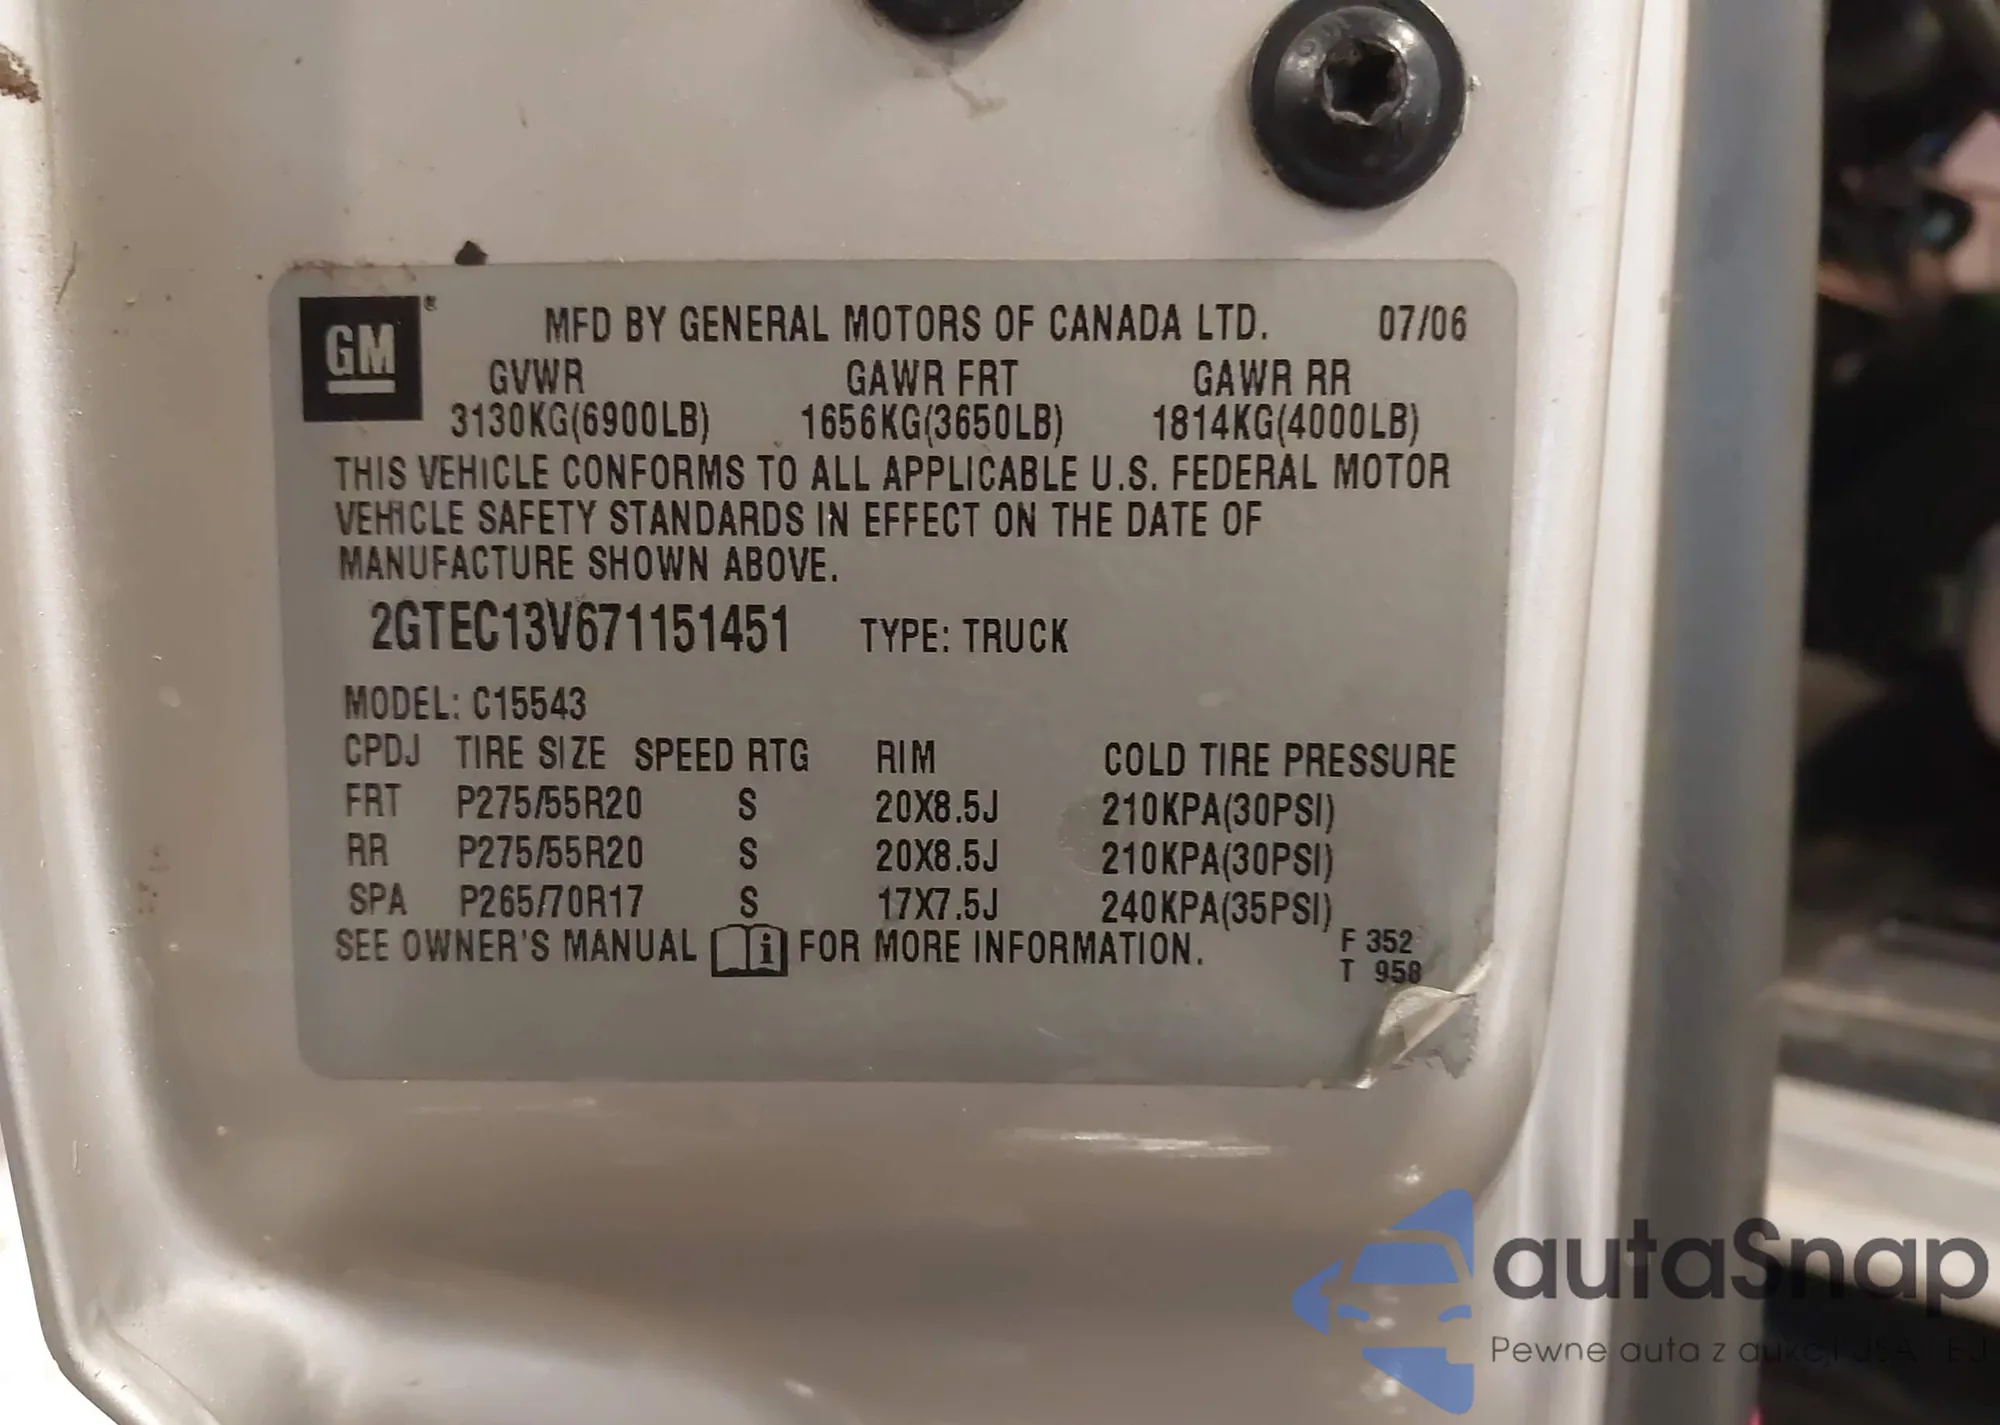 GM®
MFD BY GENERAL MOTORS OF CANADA LTD. 07/06
GVWR GAWR FRT GAWR RR
3130KG(6900LB) 1656KG(3650LB) 1814KG(4000LB)
THIS VEHICLE CONFORMS TO ALL APPLICABLE U.S. FEDERAL MOTOR
VEHICLE SAFETY STANDARDS IN EFFECT ON THE DATE OF
MANUFACTURE SHOWN ABOVE.
2GTEC13V671151451 TYPE: TRUCK
MODEL: C15543
CPDJ TIRE SIZE SPEED RTG RIM COLD TIRE PRESSURE
FRT P275/55R20 S 20X8.5J 210KPA(30PSI)
RR P275/55R20 S 20X8.5J 210KPA(30PSI)
SPA P265/70R17 S 17X7.5J 240KPA(35PSI)
SEE OWNER'S MANUAL i FOR MORE INFORMATION.
F 352
T 958
autaSnap
Pewne auta z aukcji